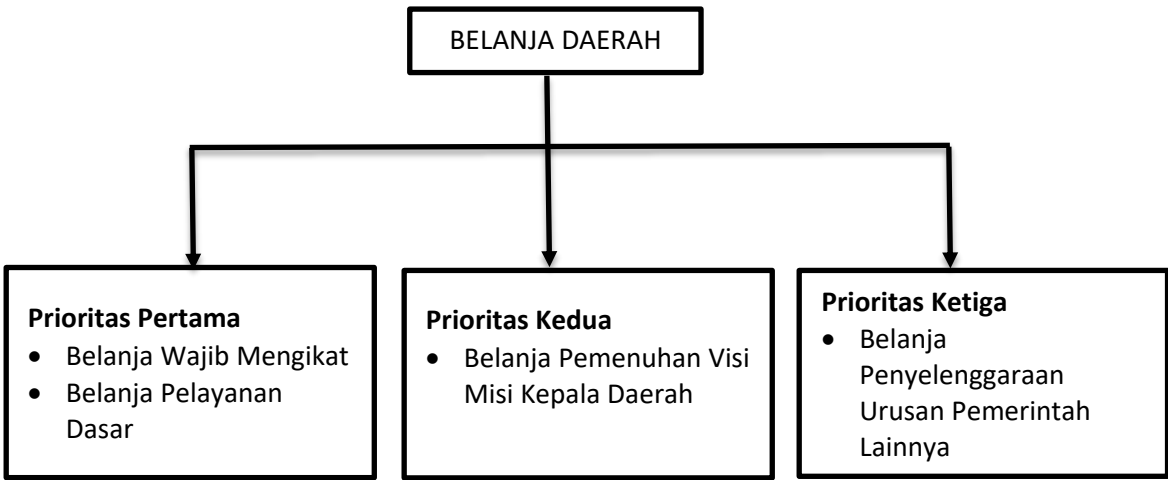 BELANJA DAERAH
Prioritas Pertama
• Belanja Wajib Mengikat
• Belanja Pelayanan
Dasar
Prioritas Kedua
• Belanja Pemenuhan Visi
Misi Kepala Daerah
Prioritas Ketiga
• Belanja
Penyelenggaraan
Urusan Pemerintah
Lainnya